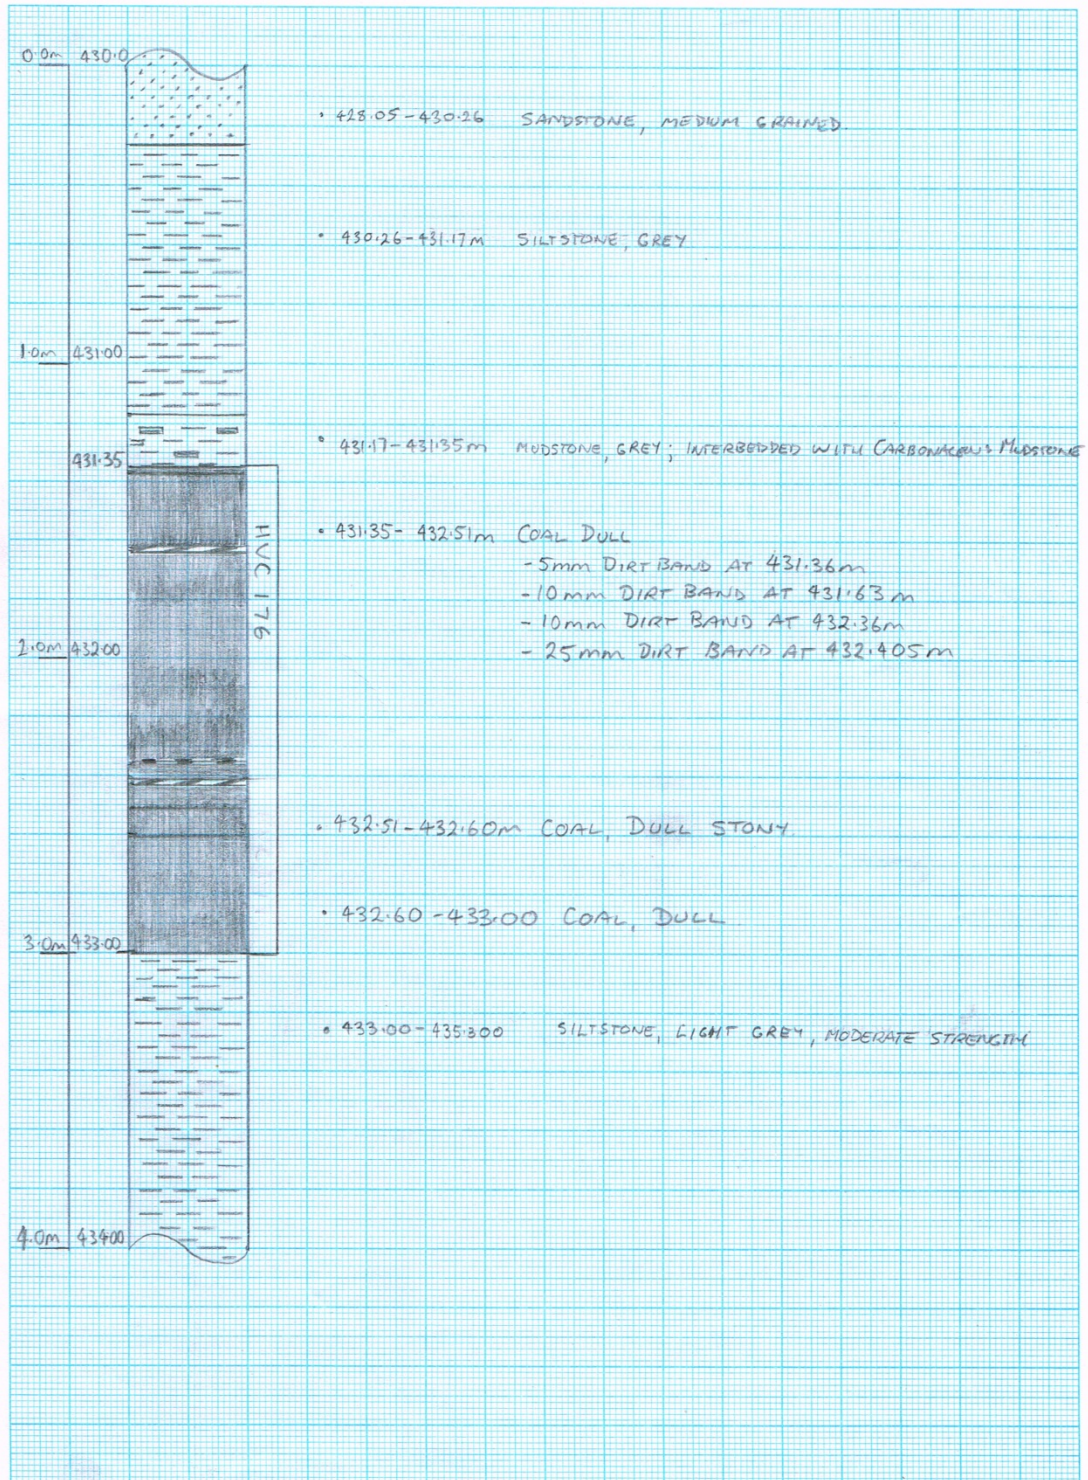 0.0m 430.0
• 428.05-430.26 SANDSTONE, MEDIUM GRAINED.
• 430.26-431.17m SILTSTONE, GREY
1.0m 431.00
• 431.17-431.35m MUDSTONE, GREY; INTERBEDDED WITH CARBONACEOUS MUDSTONE
431.35
HVC 176
• 431.35-432.51m COAL DULL
-5mm DIRT BAND AT 431.36m
-10mm DIRT BAND AT 431.63m
-10mm DIRT BAND AT 432.36m
-25mm DIRT BAND AT 432.405m
2.0m 432.00
• 432.51-432.60m COAL, DULL STONY.
• 432.60-433.00 COAL, DULL
3.0m 433.00
• 433.00-435.300 SILTSTONE, LIGHT GREY, MODERATE STRENGTH
4.0m 434.00